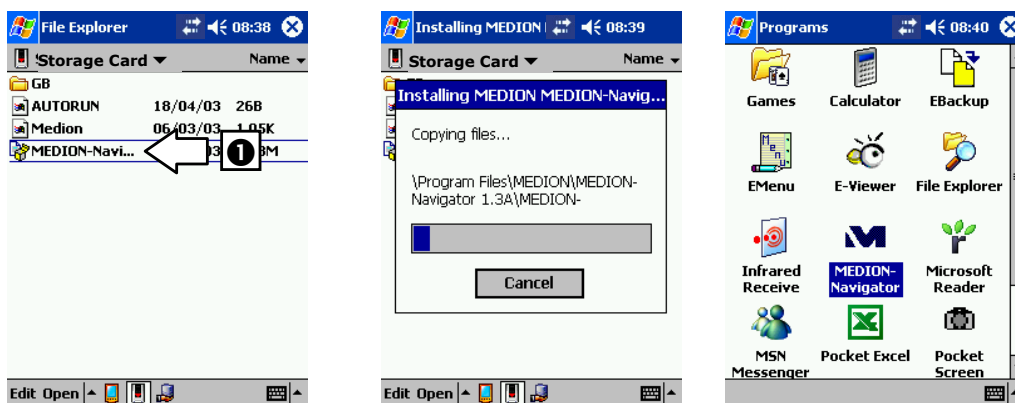 File Explorer 08:38
Storage Card Name
GB
AUTORUN 18/04/03 26B
Medion 06/03/03 1.05K
MEDION-Navi...
1
Edit Open
Installing MEDION 08:39
Storage Card Name
Installing MEDION MEDION-Navig...
Copying files...
\Program Files\MEDION\MEDION-
Navigator 1.3A\MEDION-
Cancel
Edit Open
Programs 08:40
Games Calculator EBackup
EMenu E-Viewer File Explorer
Infrared MEDION- Microsoft
Receive Navigator Reader
MSN Pocket Excel Pocket
Messenger Screen